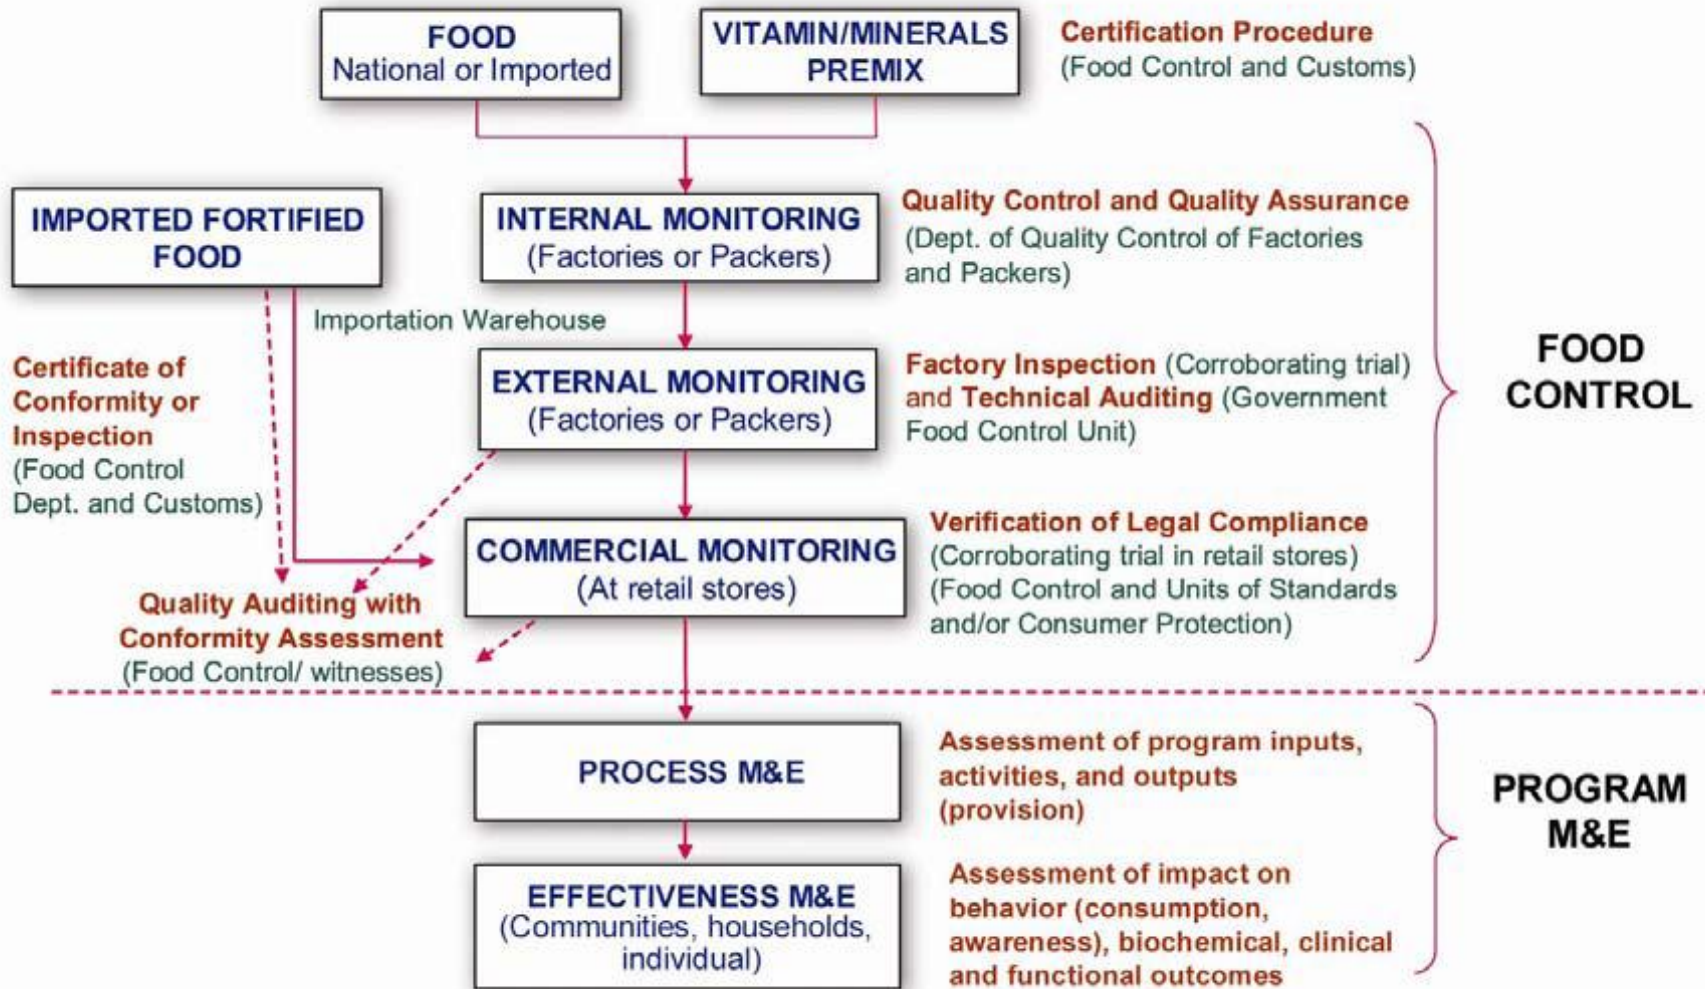 FOOD
National or Imported
VITAMIN/MINERALS
PREMIX
Certification Procedure
(Food Control and Customs)
IMPORTED FORTIFIED
FOOD
INTERNAL MONITORING
(Factories or Packers)
Quality Control and Quality Assurance
(Dept. of Quality Control of Factories
and Packers)
Importation Warehouse
Certificate of
Conformity or
Inspection
(Food Control
Dept. and Customs)
EXTERNAL MONITORING
(Factories or Packers)
Factory Inspection (Corroborating trial)
and Technical Auditing (Government
Food Control Unit)
FOOD
CONTROL
COMMERCIAL MONITORING
(At retail stores)
Verification of Legal Compliance
(Corroborating trial in retail stores)
(Food Control and Units of Standards
and/or Consumer Protection)
Quality Auditing with
Conformity Assessment
(Food Control/ witnesses)
PROCESS M&E
Assessment of program inputs,
activities, and outputs
(provision)
PROGRAM
M&E
EFFECTIVENESS M&E
(Communities, households,
individual)
Assessment of impact on
behavior (consumption,
awareness), biochemical, clinical
and functional outcomes